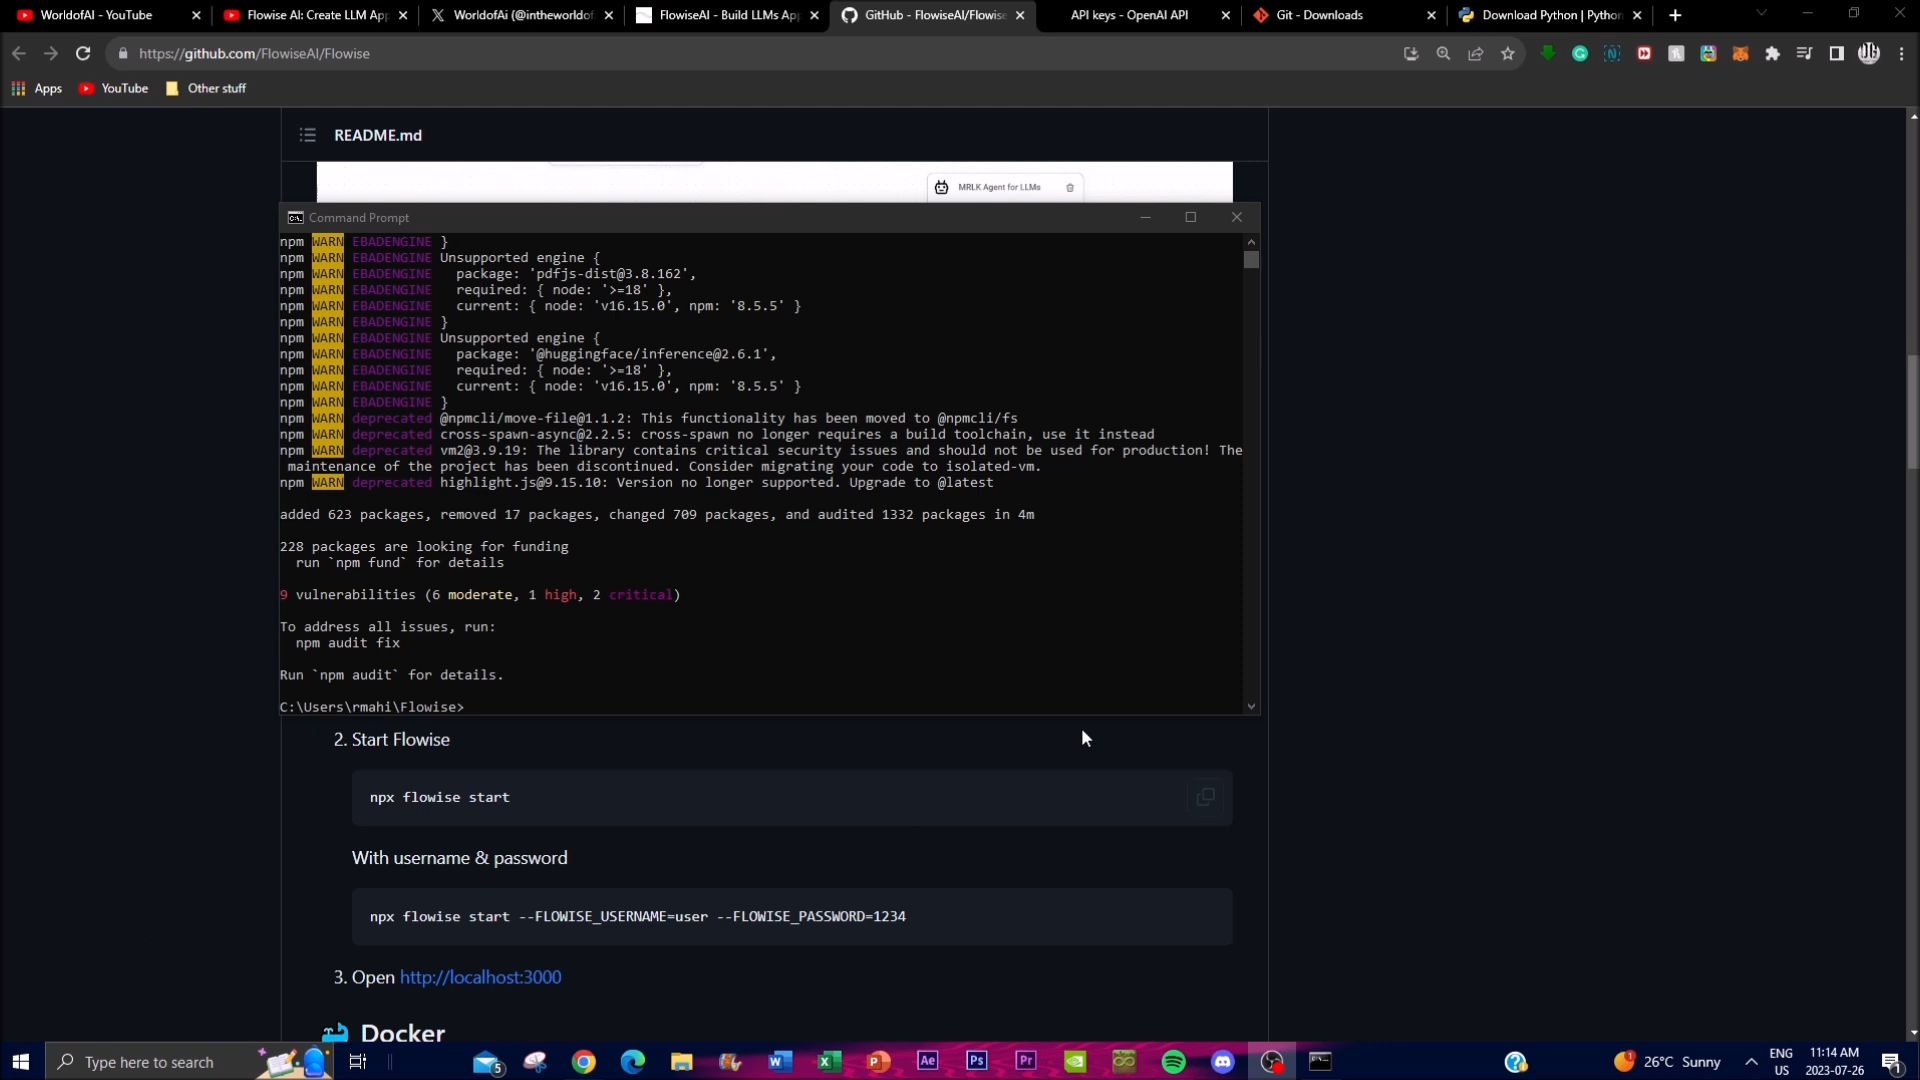 WorldofAi - YouTube
Flowise AI: Create LLM App
WorldofAi (@intheworldof
FlowiseAI - Build LLMs App
GitHub - FlowiseAI/Flowise
API keys - OpenAI API
Git - Downloads
Download Python | Python
https://github.com/FlowiseAI/Flowise
Apps
YouTube
Other stuff
README.md
MRLK Agent for LLMs
Command Prompt
npm WARN EBADENGINE }
npm WARN EBADENGINE Unsupported engine {
npm WARN EBADENGINE   package: 'pdfjs-dist@3.8.162',
npm WARN EBADENGINE   required: { node: '>=18' },
npm WARN EBADENGINE   current: { node: 'v16.15.0', npm: '8.5.5' }
npm WARN EBADENGINE }
npm WARN EBADENGINE Unsupported engine {
npm WARN EBADENGINE   package: '@huggingface/inference@2.6.1',
npm WARN EBADENGINE   required: { node: '>=18' },
npm WARN EBADENGINE   current: { node: 'v16.15.0', npm: '8.5.5' }
npm WARN EBADENGINE }
npm WARN deprecated @npmcli/move-file@1.1.2: This functionality has been moved to @npmcli/fs
npm WARN deprecated cross-spawn-async@2.2.5: cross-spawn no longer requires a build toolchain, use it instead
npm WARN deprecated vm2@3.9.19: The library contains critical security issues and should not be used for production! The
maintenance of the project has been discontinued. Consider migrating your code to isolated-vm.
npm WARN deprecated highlight.js@9.15.10: Version no longer supported. Upgrade to @latest
added 623 packages, removed 17 packages, changed 709 packages, and audited 1332 packages in 4m
228 packages are looking for funding
run `npm fund` for details
9 vulnerabilities (6 moderate, 1 high, 2 critical)
To address all issues, run:
npm audit fix
Run `npm audit` for details.
C:\Users\rmahi\Flowise>
2. Start Flowise
npx flowise start
With username & password
npx flowise start --FLOWISE_USERNAME=user --FLOWISE_PASSWORD=1234
3. Open http://localhost:3000
Docker
Type here to search
5
26°C Sunny
ENG
US
11:14 AM
2023-07-26
1